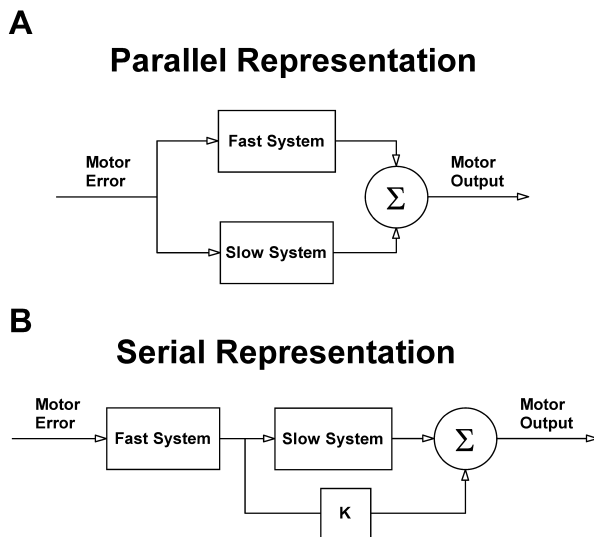 A
Parallel Representation
Fast System
Motor
Error
Motor
Output
Σ
Slow System
B
Serial Representation
Motor
Error
Motor
Output
Fast System
Slow System
Σ
K